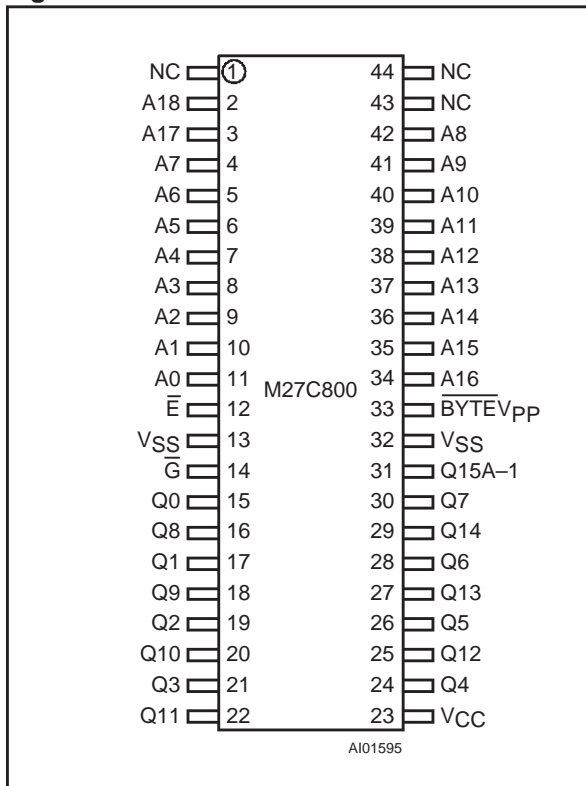 NC 1 44 NC
A18 2 43 NC
A17 3 42 A8
A7 4 41 A9
A6 5 40 A10
A5 6 39 A11
A4 7 38 A12
A3 8 37 A13
A2 9 36 A14
A1 10 35 A15
A0 11 34 A16
M27C800
E̅ 12 33 B̅Y̅T̅E̅VPP
VSS 13 32 VSS
G̅ 14 31 Q15A–1
Q0 15 30 Q7
Q8 16 29 Q14
Q1 17 28 Q6
Q9 18 27 Q13
Q2 19 26 Q5
Q10 20 25 Q12
Q3 21 24 Q4
Q11 22 23 VCC
AI01595